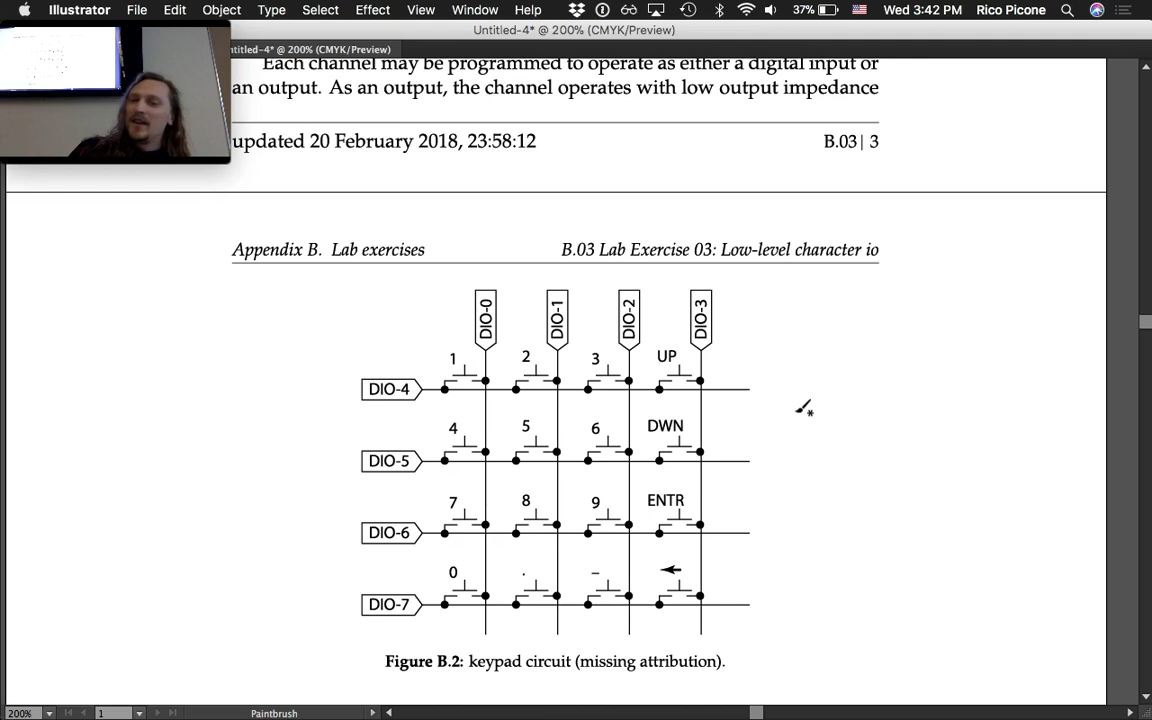 Illustrator File Edit Object Type Select Effect View Window Help 37% Wed 3:42 PM Rico Picone
Untitled-4* @ 200% (CMYK/Preview)
ntitled-4* @ 200% (CMYK/Preview)
Each channel may be programmed to operate as either a digital input or
an output. As an output, the channel operates with low output impedance
updated 20 February 2018, 23:58:12 B.03| 3
Appendix B. Lab exercises B.03 Lab Exercise 03: Low-level character io
DIO-0 DIO-1 DIO-2 DIO-3
1 2 3 UP
DIO-4
4 5 6 DWN
DIO-5
7 8 9 ENTR
DIO-6
0 . –
DIO-7
Figure B.2: keypad circuit (missing attribution).
200% 1 Paintbrush